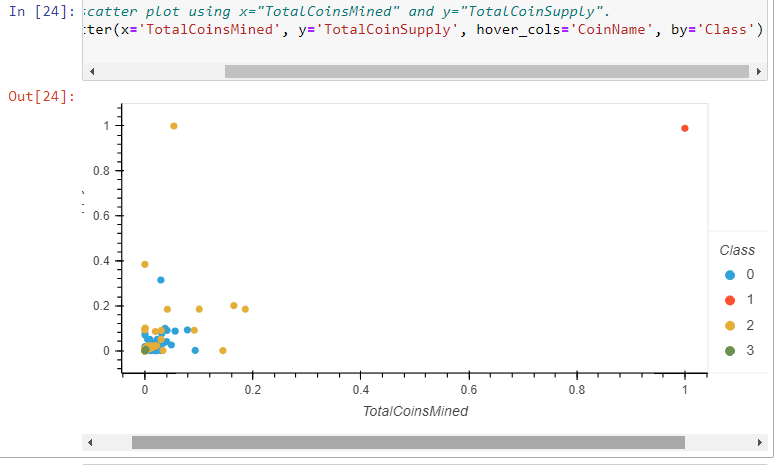 In [24]: scatter plot using x="TotalCoinsMined" and y="TotalCoinSupply".
tter(x='TotalCoinsMined', y='TotalCoinSupply', hover_cols='CoinName', by='Class')
Out[24]:
1
0.8
0.6
0.4
0.2
0
0 0.2 0.4 0.6 0.8 1
TotalCoinsMined
Class
0
1
2
3